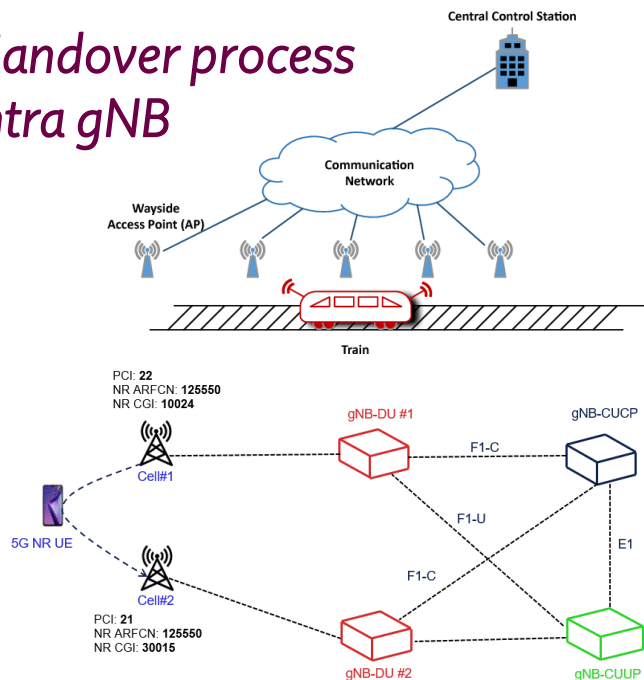 andover process
ntra gNB
Central Control Station
Communication
Network
Wayside
Access Point (AP)
Train
PCI: 22
NR ARFCN: 125550
NR CGI: 10024
Cell#1
gNB-DU #1
gNB-CUCP
F1-C
F1-U
5G NR UE
E1
F1-C
Cell#2
PCI: 21
NR ARFCN: 125550
NR CGI: 30015
gNB-DU #2
gNB-CUUP